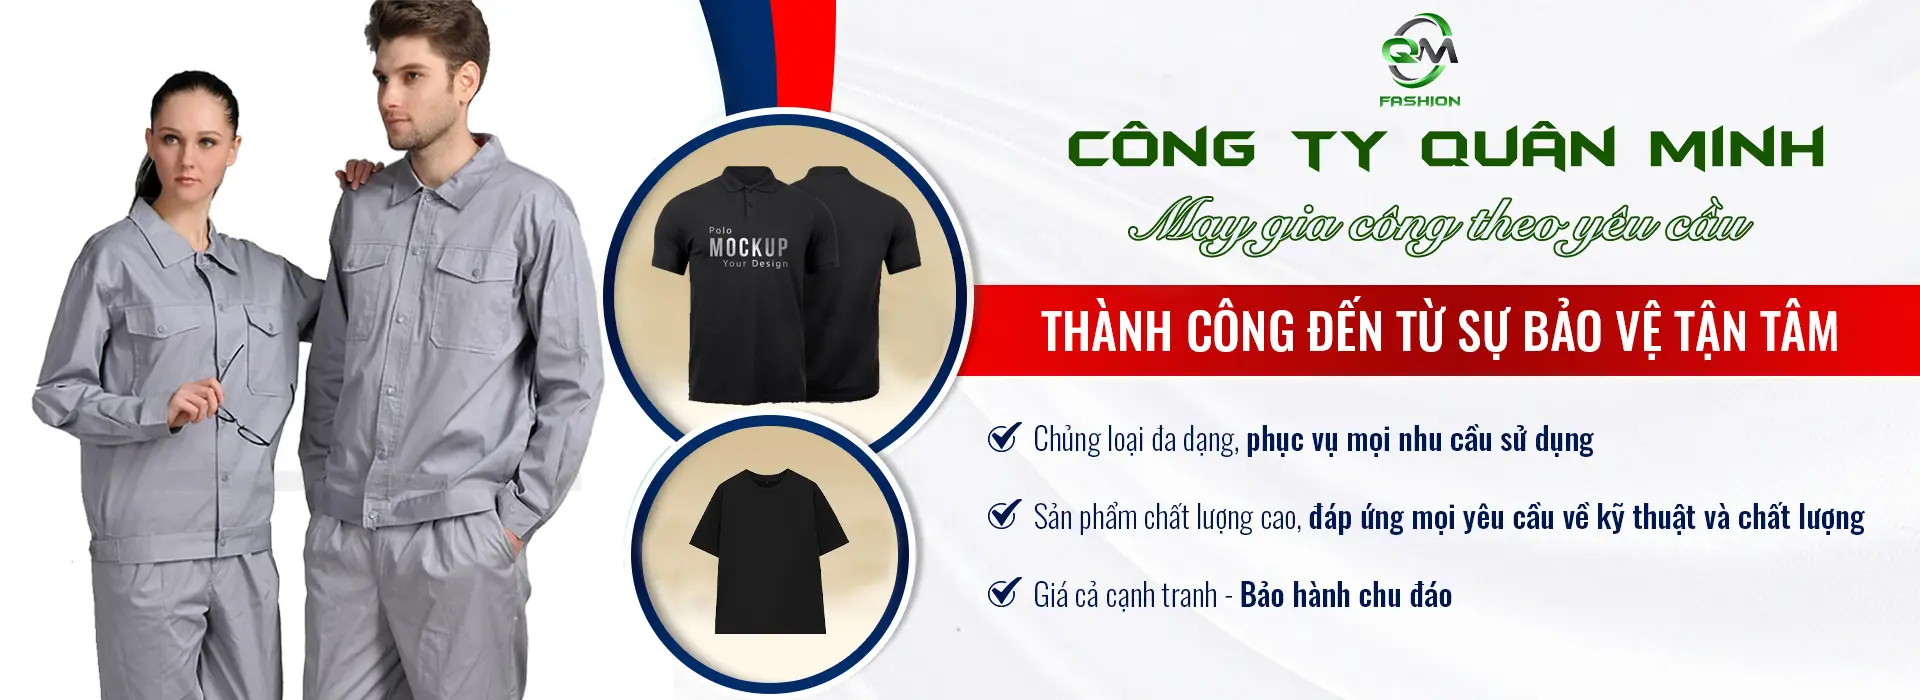 QM
FASHION
CÔNG TY QUÂN MINH
May gia công theo yêu cầu
THÀNH CÔNG ĐẾN TỪ SỰ BẢO VỆ TẬN TÂM
Polo
MOCKUP
Your Design
Chủng loại đa dạng, phục vụ mọi nhu cầu sử dụng
Sản phẩm chất lượng cao, đáp ứng mọi yêu cầu về kỹ thuật và chất lượng
Giá cả cạnh tranh - Bảo hành chu đáo